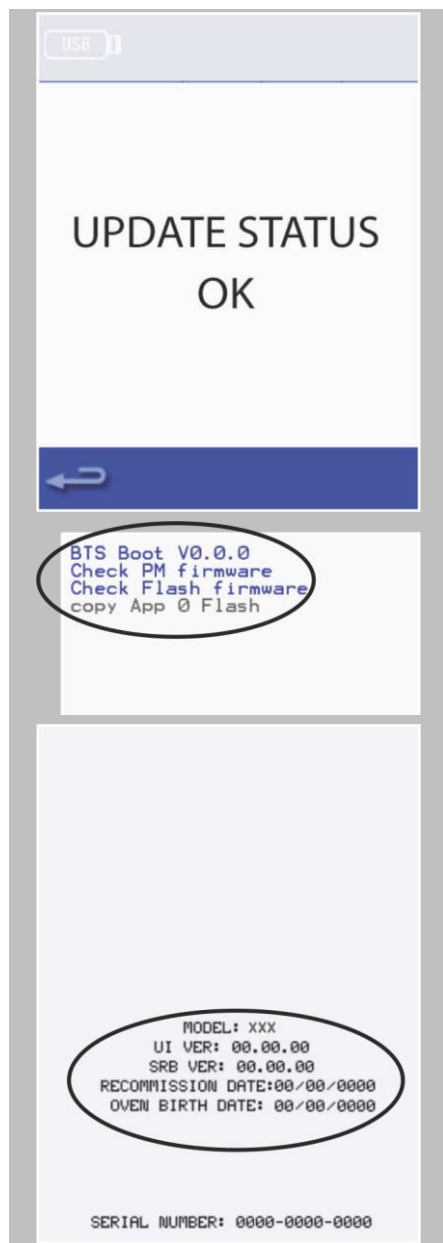 USB
UPDATE STATUS
OK
BTS Boot V0.0.0
Check PM firmware
Check Flash firmware
copy App 0 Flash
MODEL: XXX
UI VER: 00.00.00
SRB VER: 00.00.00
RECOMMISSION DATE:00/00/0000
OVEN BIRTH DATE: 00/00/0000
SERIAL NUMBER: 0000-0000-0000